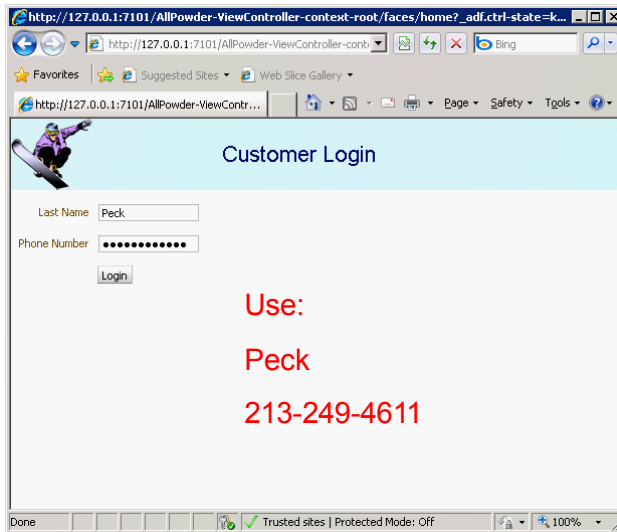 http://127.0.0.1:7101/AllPowder-ViewController-context-root/faces/home?_adf.ctrl-state=k...
http://127.0.0.1:7101/AllPowder-ViewController-conte
Bing
Favorites
Suggested Sites
Web Slice Gallery
http://127.0.0.1:7101/AllPowder-ViewContr...
Page
Safety
Tools
Customer Login
Last Name
Peck
Phone Number
●●●●●●●●●●●●
Login
Use:
Peck
213-249-4611
Done
Trusted sites | Protected Mode: Off
100%